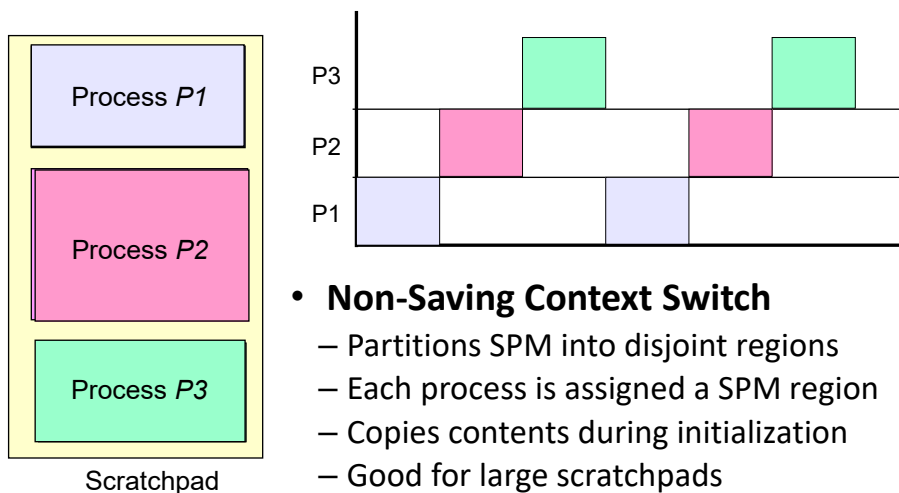 Process P1
Process P2
Process P3
Scratchpad
P3
P2
P1
• Non-Saving Context Switch
– Partitions SPM into disjoint regions
– Each process is assigned a SPM region
– Copies contents during initialization
– Good for large scratchpads